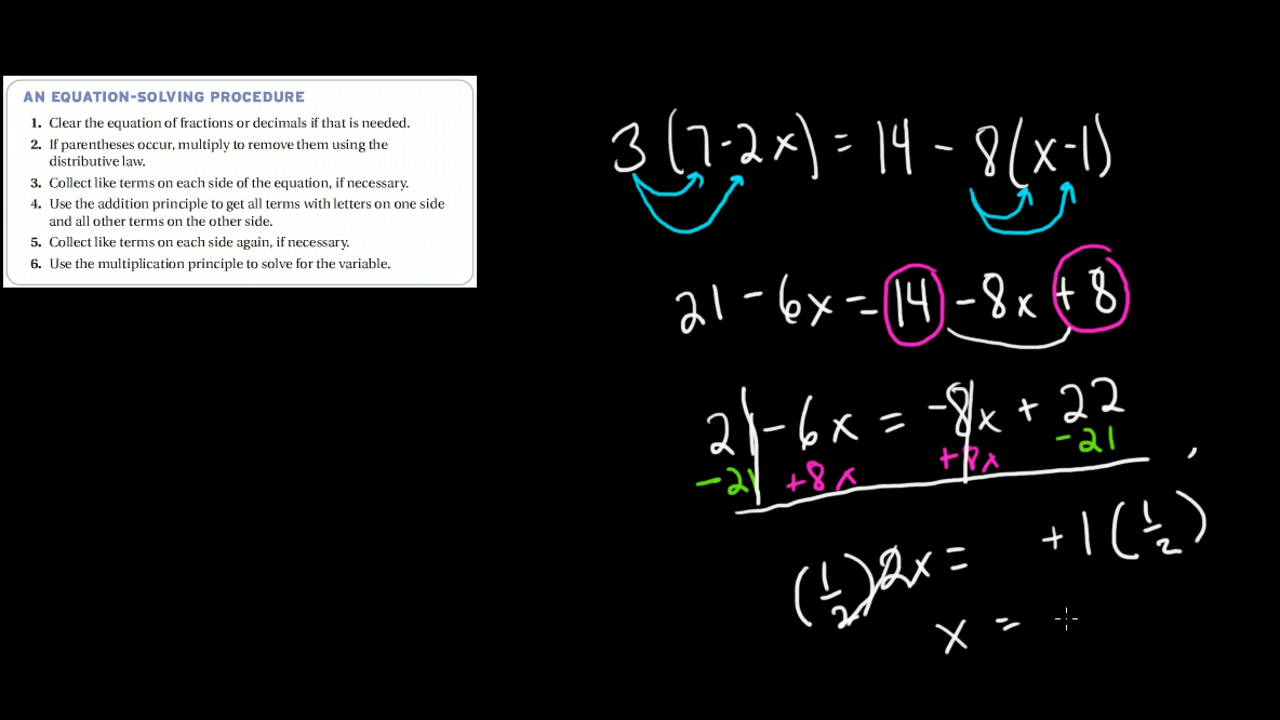 AN EQUATION-SOLVING PROCEDURE
1. Clear the equation of fractions or decimals if that is needed.
2. If parentheses occur, multiply to remove them using the
distributive law.
3. Collect like terms on each side of the equation, if necessary.
4. Use the addition principle to get all terms with letters on one side
and all other terms on the other side.
5. Collect like terms on each side again, if necessary.
6. Use the multiplication principle to solve for the variable.
3(7-2x) = 14 - 8(x-1)
21 - 6x = 14 - 8x + 8
21 - 6x = -8x + 22
-21 +8x +8x -21
(1/2) 2x = +1 (1/2)
x =